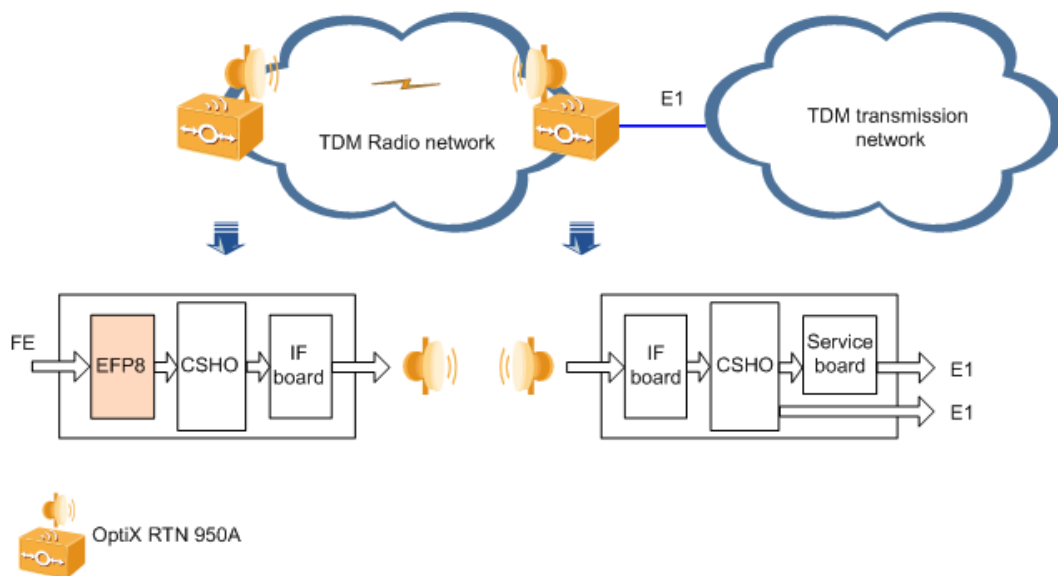 E1
TDM Radio network
TDM transmission
network
FE
EFP8
CSHO
IF
board
IF
board
CSHO
Service
board
E1
E1
OptiX RTN 950A